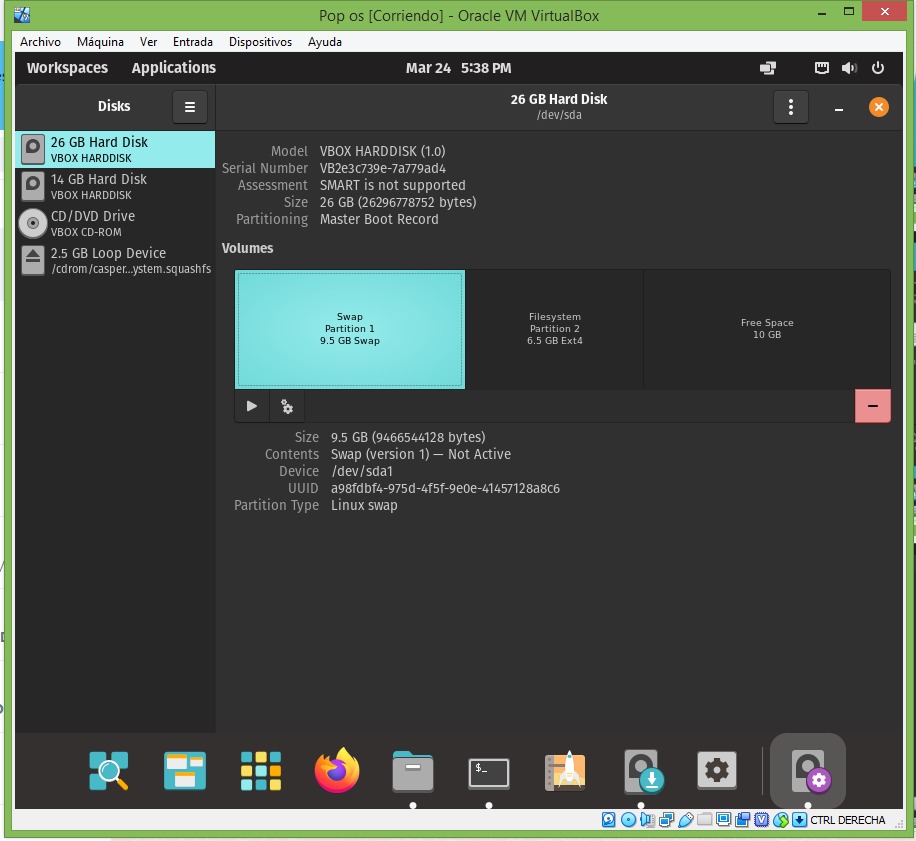 Pop os [Corriendo] - Oracle VM VirtualBox
Archivo Máquina Ver Entrada Dispositivos Ayuda
Workspaces Applications Mar 24 5:38 PM
Disks
26 GB Hard Disk
/dev/sda
26 GB Hard Disk
VBOX HARDDISK
14 GB Hard Disk
VBOX HARDDISK
CD/DVD Drive
VBOX CD-ROM
2.5 GB Loop Device
/cdrom/casper...ystem.squashfs
Model VBOX HARDDISK (1.0)
Serial Number VB2e3c739e-7a779ad4
Assessment SMART is not supported
Size 26 GB (26296778752 bytes)
Partitioning Master Boot Record
Volumes
Swap
Partition 1
9.5 GB Swap
Filesystem
Partition 2
6.5 GB Ext4
Free Space
10 GB
Size 9.5 GB (9466544128 bytes)
Contents Swap (version 1) — Not Active
Device /dev/sda1
UUID a98fdbf4-975d-4f5f-9e0e-41457128a8c6
Partition Type Linux swap
$_
CTRL DERECHA